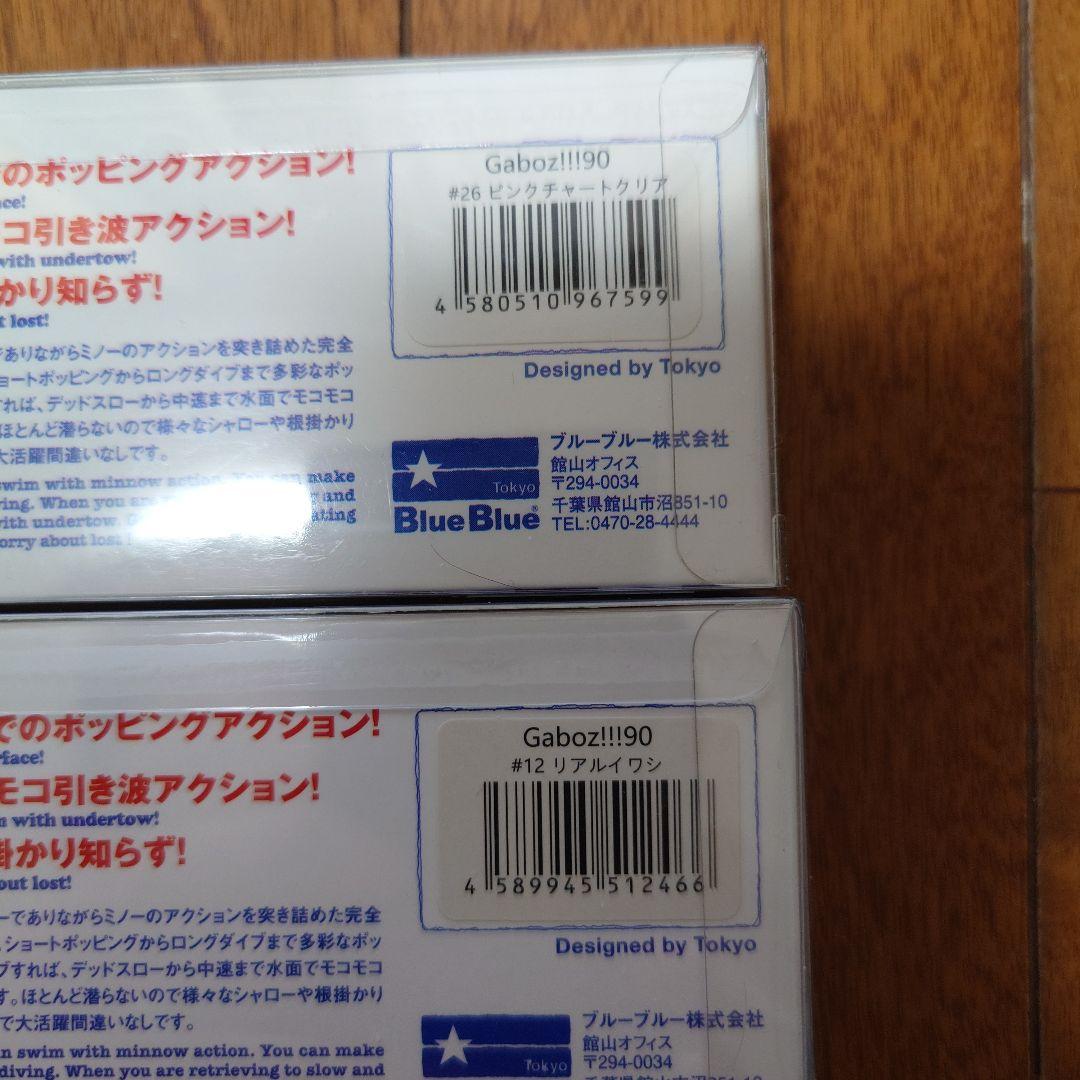 のポッピングアクション!
ace!
コ引き波アクション!
with undertow!
かり知らず!
t lost!
でありながらミノーのアクションを突き詰めた完全
ョートポッピングからロングダイブまで多彩なポッ
すれば、デッドスローから中速まで水面でモコモコ
ほとんど潜らないので様々なシャローや根掛かり
大活躍間違いなしです。
swim with minnow action. You can make
ving. When you are and
with undertow. ating
orry about lost
Gaboz!!!90
#26 ピンクチャートクリア
4 580510 967599
Designed by Tokyo
Tokyo
BlueBlue®
ブルーブルー株式会社
館山オフィス
〒294-0034
千葉県館山市沼851-10
TEL:0470-28-4444
でのポッピングアクション!
rface!
モコ引き波アクション!
m with undertow!
掛かり知らず!
out lost!
ーでありながらミノーのアクションを突き詰めた完全
ショートポッピングからロングダイブまで多彩なポッ
ブすれば、デッドスローから中速まで水面でモコモコ
す。ほとんど潜らないので様々なシャローや根掛かり
で大活躍間違いなしです。
n swim with minnow action. You can make
diving. When you are retrieving to slow and
Gaboz!!!90
#12 リアルイワシ
4 589945 512466
Designed by Tokyo
Tokyo
ブルーブルー株式会社
館山オフィス
〒294-0034